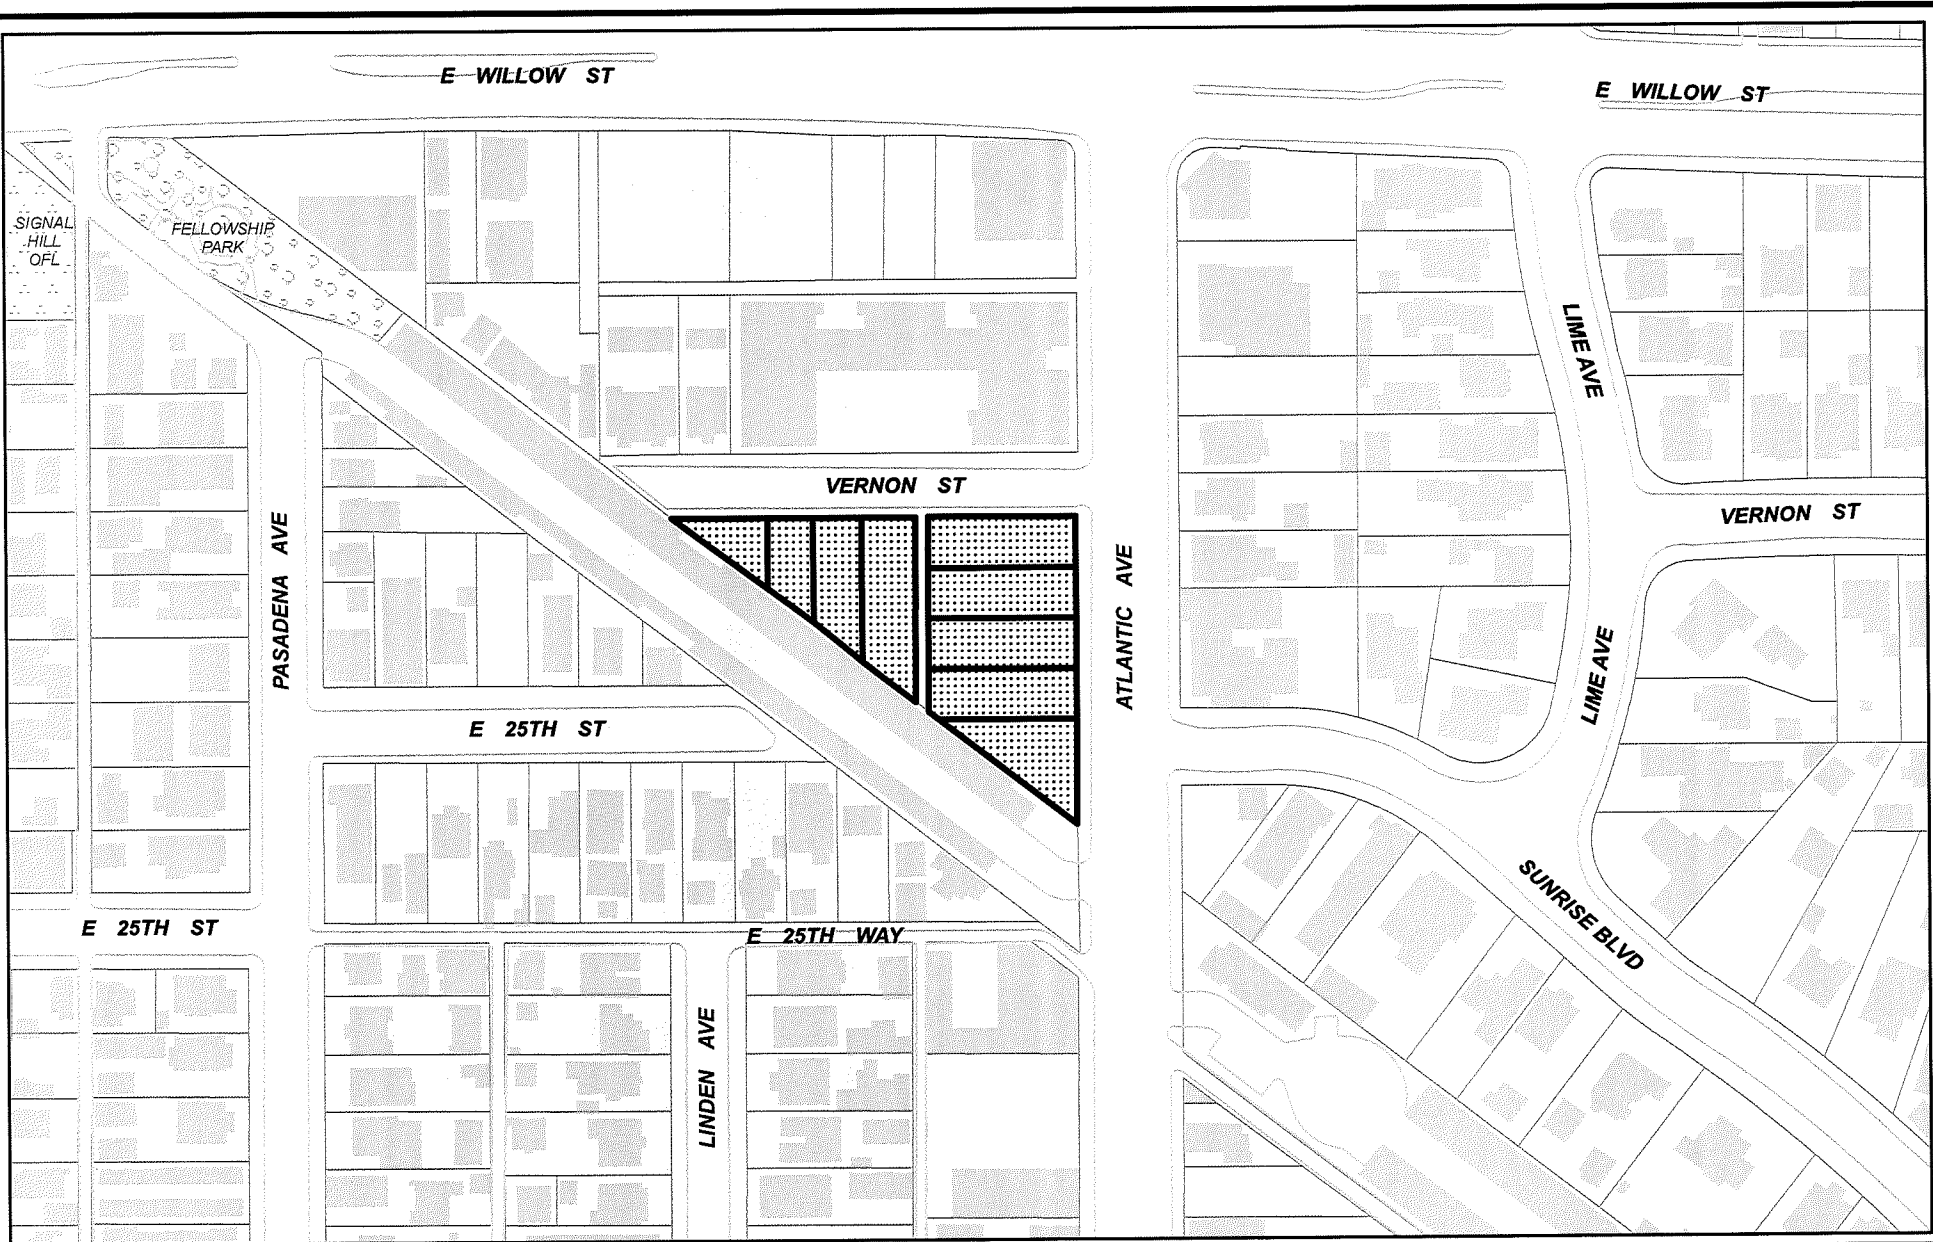 E WILLOW ST
E WILLOW ST
SIGNAL
HILL
OFL
FELLOWSHIP
PARK
LIME AVE
VERNON ST
VERNON ST
PASADENA AVE
ATLANTIC AVE
LIME AVE
E 25TH ST
SUNRISE BLVD
E 25TH ST
E 25TH WAY
LINDEN AVE